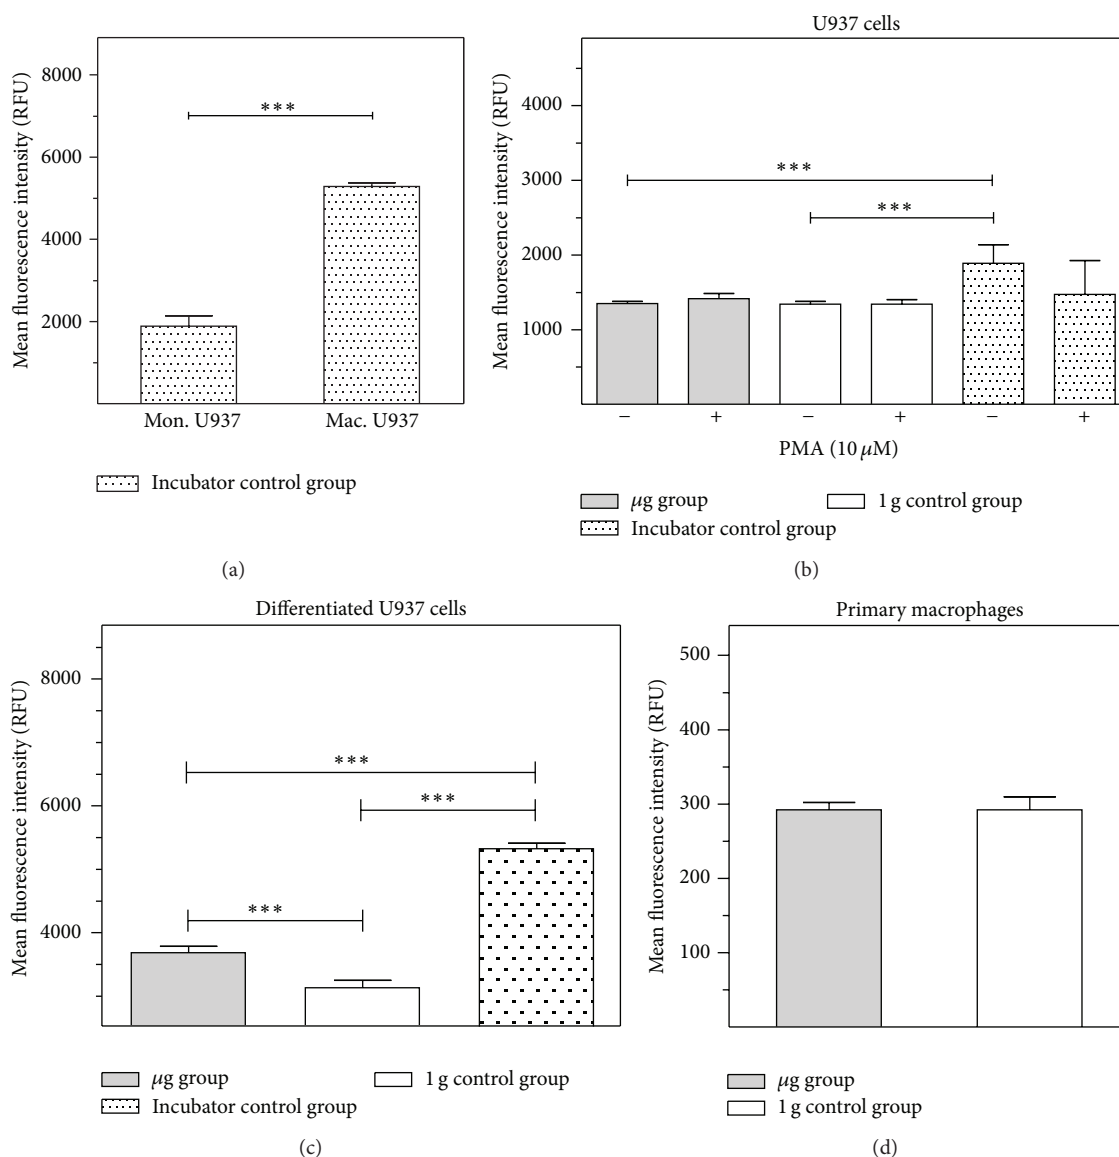 Mean fluorescence intensity (RFU)
8000
6000
4000
2000
***
Mon. U937
Mac. U937
Incubator control group
(a)
U937 cells
Mean fluorescence intensity (RFU)
4000
3000
2000
1000
***
***
− + − + − +
PMA (10 μM)
μg group
1 g control group
Incubator control group
(b)
Differentiated U937 cells
Mean fluorescence intensity (RFU)
8000
6000
4000
***
***
***
μg group
1 g control group
Incubator control group
(c)
Primary macrophages
Mean fluorescence intensity (RFU)
500
400
300
200
100
μg group
1 g control group
(d)